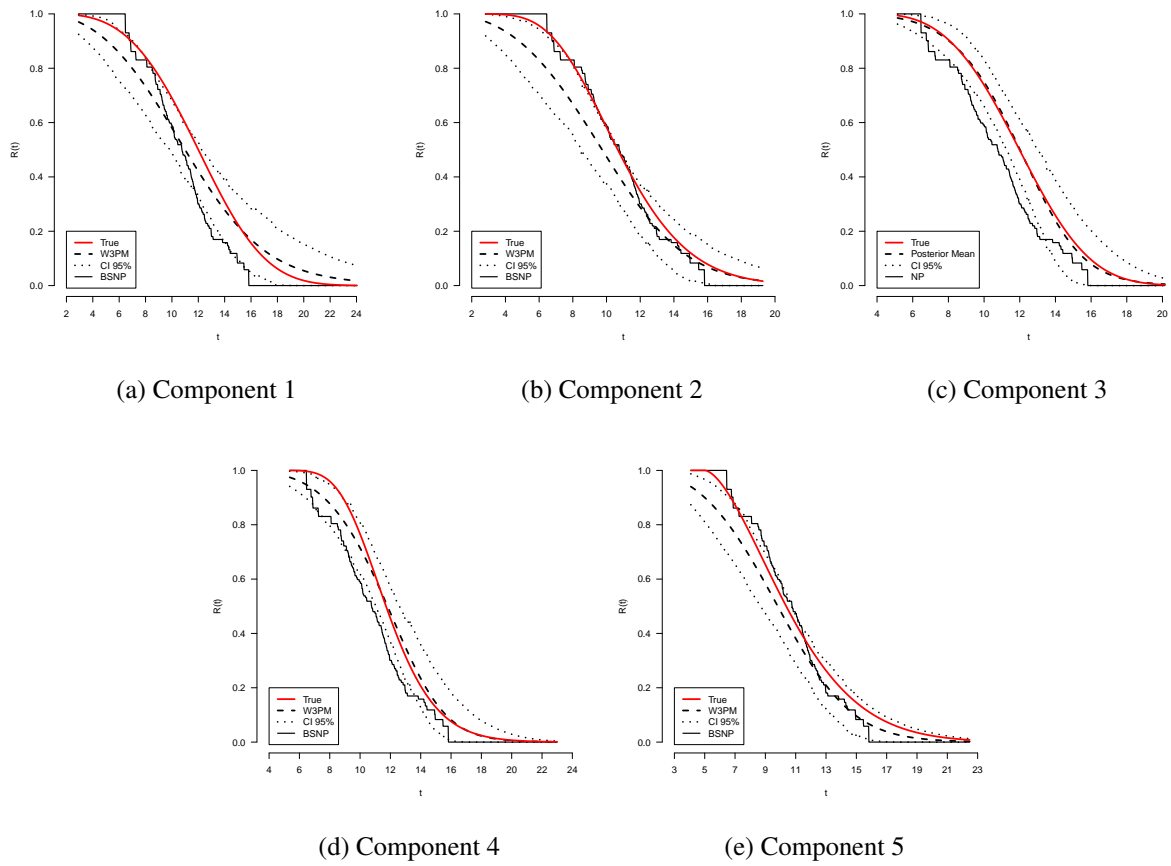 1.0
0.8
0.6
0.4
0.2
0.0
R(t)
True
W3PM
CI 95%
BSNP
2 4 6 8 10 12 14 16 18 20 22 24
t
(a) Component 1
1.0
0.8
0.6
0.4
0.2
0.0
R(t)
True
W3PM
CI 95%
BSNP
2 4 6 8 10 12 14 16 18 20
t
(b) Component 2
1.0
0.8
0.6
0.4
0.2
0.0
R(t)
True
Posterior Mean
CI 95%
NP
4 6 8 10 12 14 16 18 20
t
(c) Component 3
1.0
0.8
0.6
0.4
0.2
0.0
R(t)
True
W3PM
CI 95%
BSNP
4 6 8 10 12 14 16 18 20 22 24
t
(d) Component 4
1.0
0.8
0.6
0.4
0.2
0.0
R(t)
True
W3PM
CI 95%
BSNP
3 5 7 9 11 13 15 17 19 21 23
t
(e) Component 5